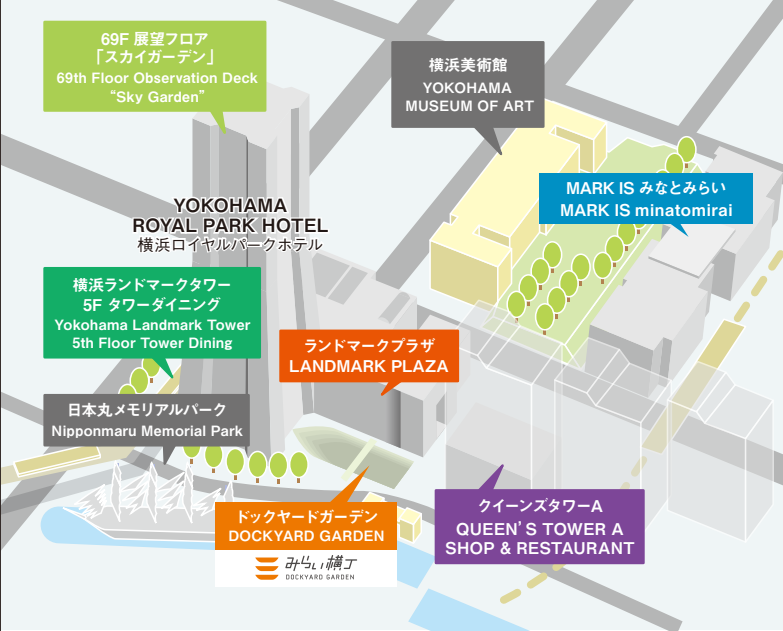 69F 展望フロア
「スカイガーデン」
69th Floor Observation Deck
“Sky Garden”
横浜美術館
YOKOHAMA
MUSEUM OF ART
MARK IS みなとみらい
MARK IS minatomirai
YOKOHAMA
ROYAL PARK HOTEL
横浜ロイヤルパークホテル
横浜ランドマークタワー
5F タワーダイニング
Yokohama Landmark Tower
5th Floor Tower Dining
ランドマークプラザ
LANDMARK PLAZA
日本丸メモリアルパーク
Nipponmaru Memorial Park
ドックヤードガーデン
DOCKYARD GARDEN
みらい横丁
DOCKYARD GARDEN
クイーンズタワーA
QUEEN’S TOWER A
SHOP & RESTAURANT